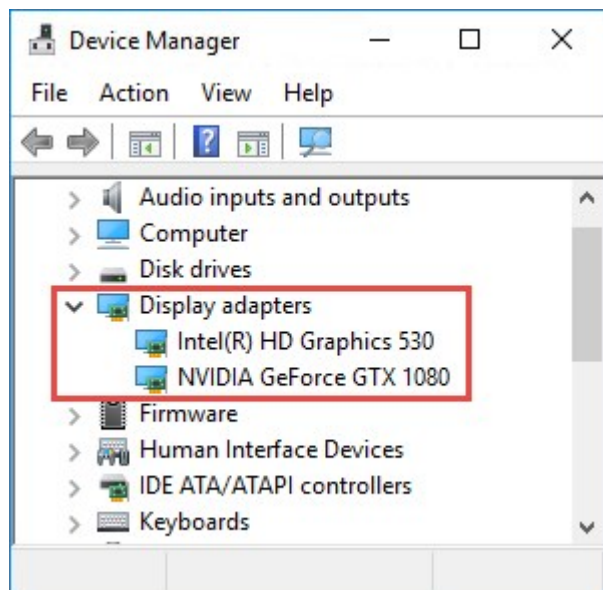 Device Manager
File Action View Help
Audio inputs and outputs
Computer
Disk drives
Display adapters
Intel(R) HD Graphics 530
NVIDIA GeForce GTX 1080
Firmware
Human Interface Devices
IDE ATA/ATAPI controllers
Keyboards